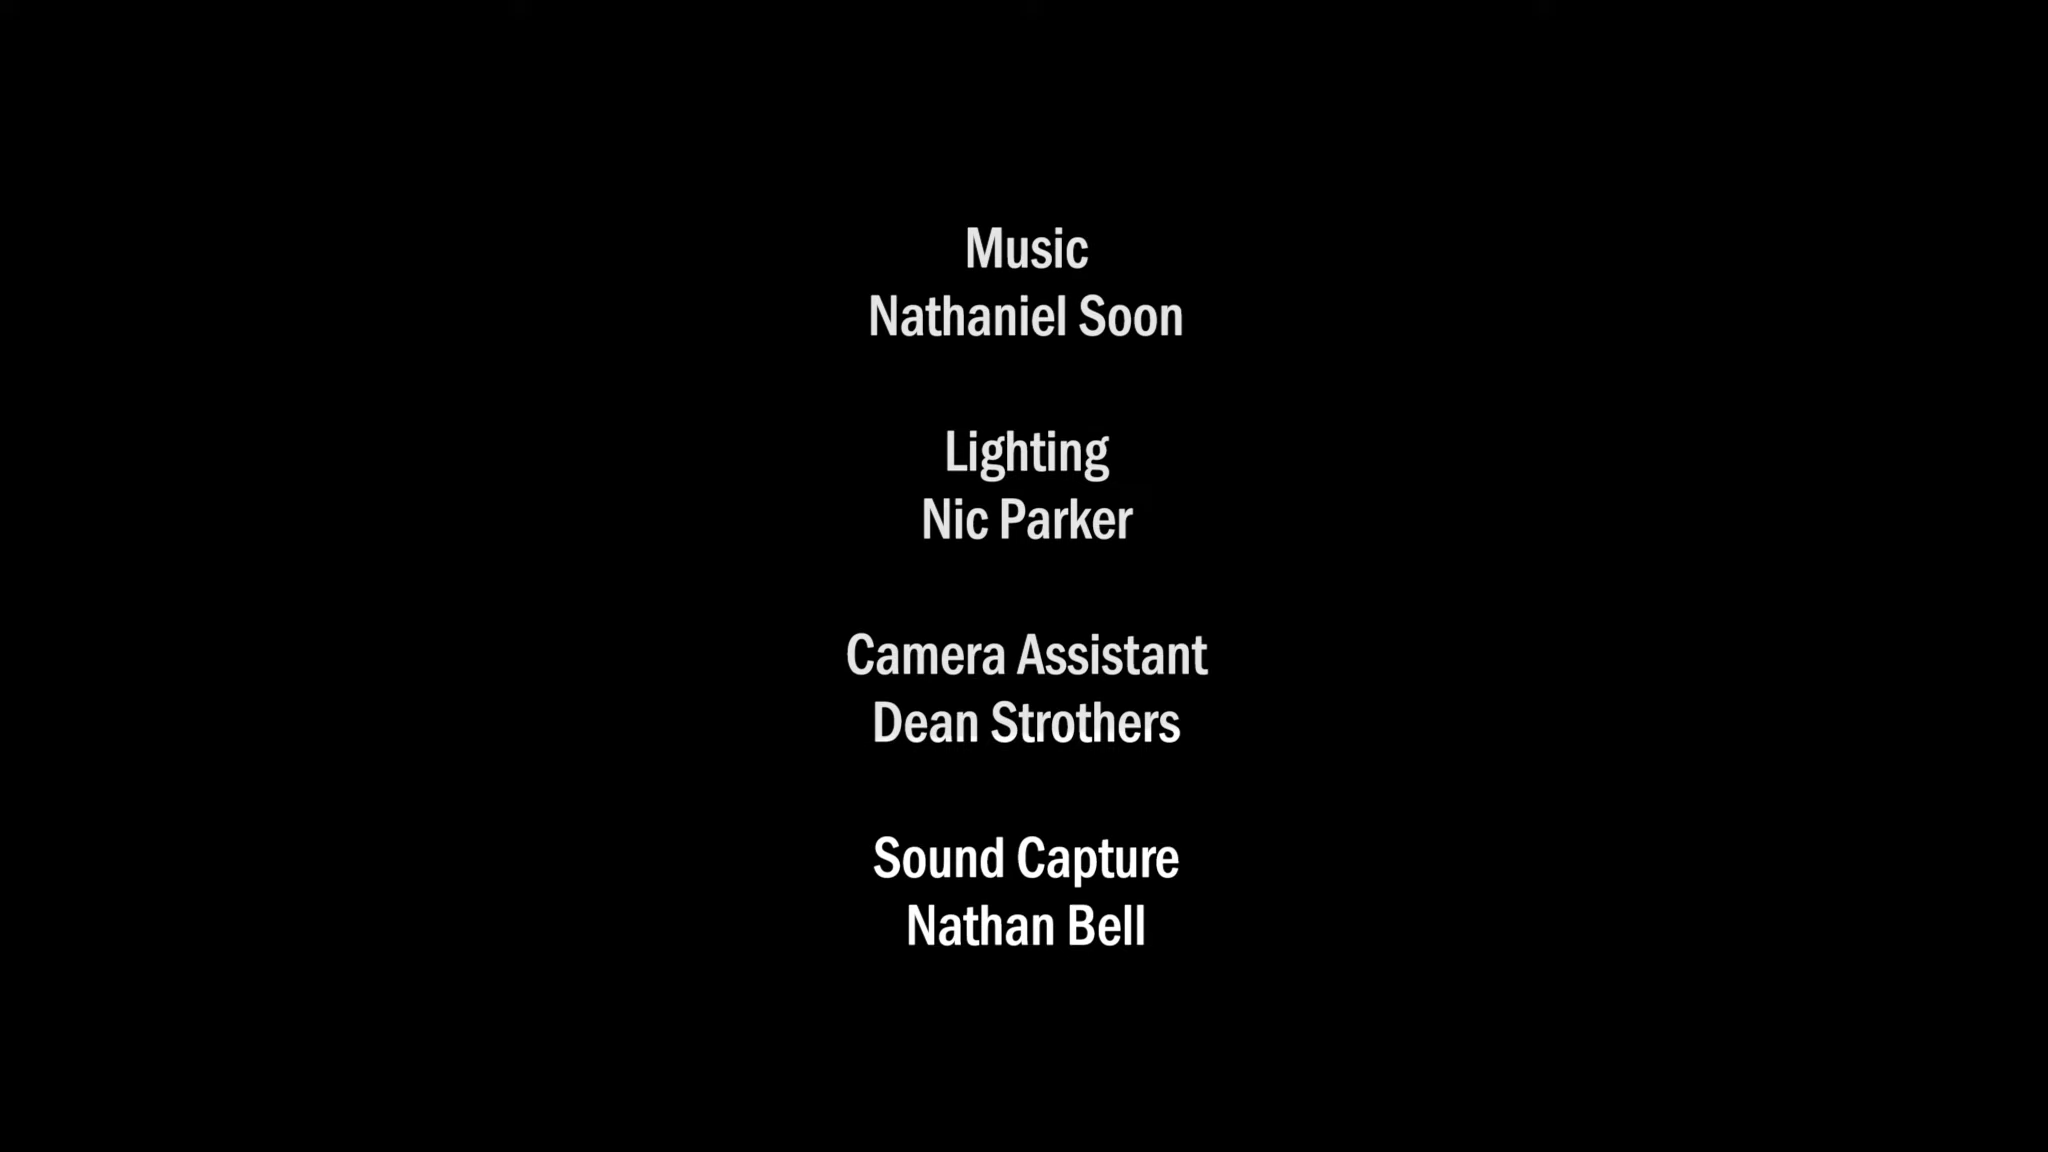 Music
Nathaniel Soon
Lighting
Nic Parker
Camera Assistant
Dean Strothers
Sound Capture
Nathan Bell